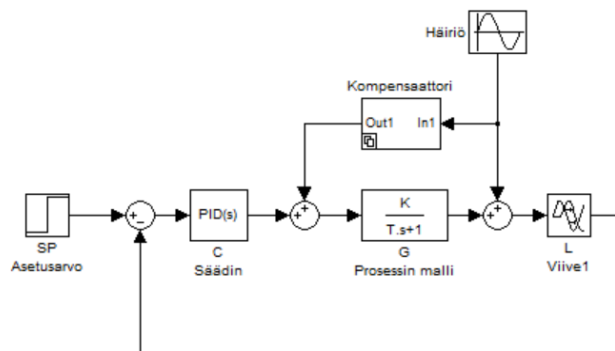 Häiriö
Kompensaattori
Out1
In1
PID(s)
K
T.s+1
SP
Asetusarvo
C
Säädin
G
Prosessin malli
L
Viive1